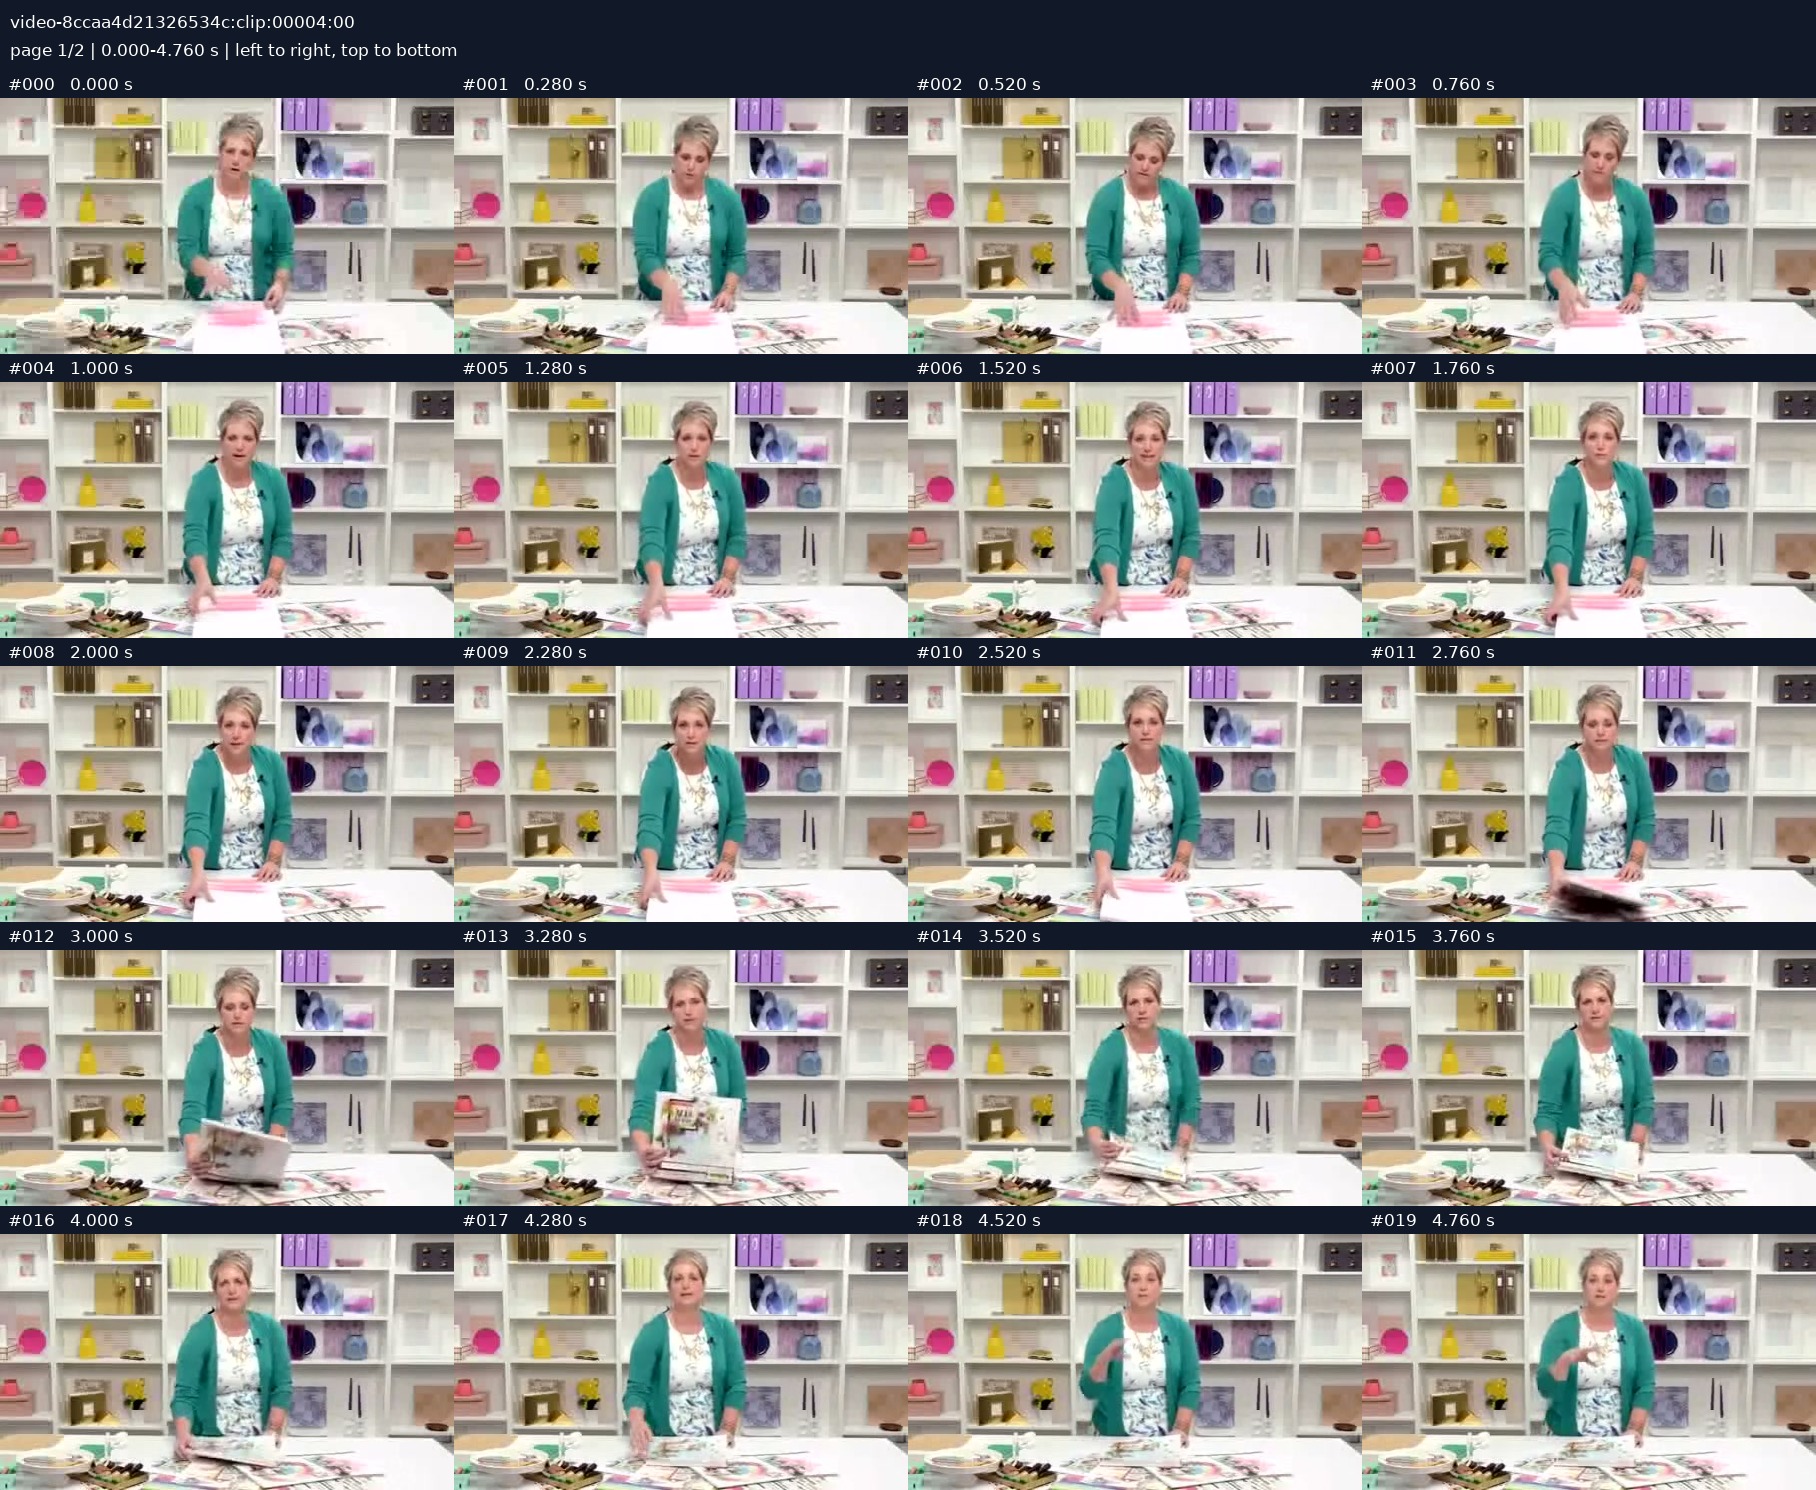 video-8ccaa4d21326534c:clip:00004:00
page 1/2 | 0.000-4.760 s | left to right, top to bottom
#000 0.000 s
#001 0.280 s
#002 0.520 s
#003 0.760 s
#004 1.000 s
#005 1.280 s
#006 1.520 s
#007 1.760 s
#008 2.000 s
#009 2.280 s
#010 2.520 s
#011 2.760 s
#012 3.000 s
#013 3.280 s
#014 3.520 s
#015 3.760 s
#016 4.000 s
#017 4.280 s
#018 4.520 s
#019 4.760 s